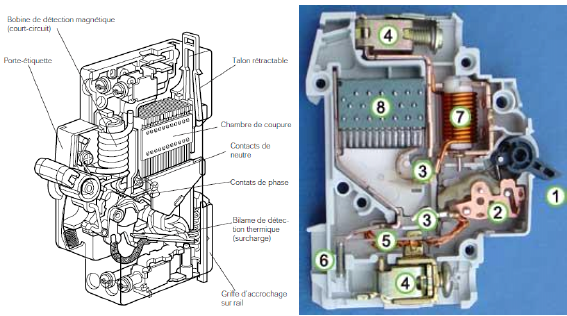 Bobine de détection magnétique
(court-circuit)
Porte-étiquette
Talon rétractable
Chambre de coupure
Contacts de
neutre
Contats de phase
Bilame de détec-
tion thermique
(surcharge)
Griffe d'accrochage
sur rail
4
8
7
3
1
3
2
5
6
4